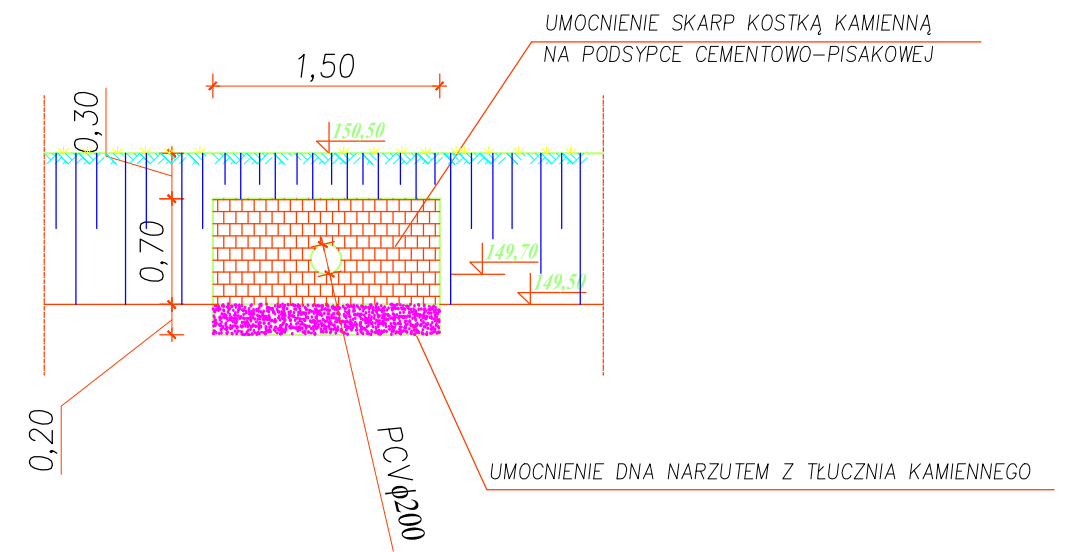 UMOCNIENIE SKARP KOSTKĄ KAMIENNĄ
NA PODSYPCE CEMENTOWO-PISAKOWEJ
1,50
0,30
150,50
0,70
149,70
149,50
0,20
PCVϕ200
UMOCNIENIE DNA NARZUTEM Z TŁUCZNIA KAMIENNEGO